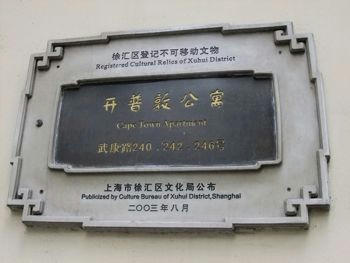 徐汇区登记不可移动文物
Registered Cultural Relics of Xuhui District
开普敦公寓
Cape Town Apartment
武康路240.242.246号
上海市徐汇区文化局公布
Publicized by Culture Bureau of Xuhui District,Shanghai
二〇〇三年八月